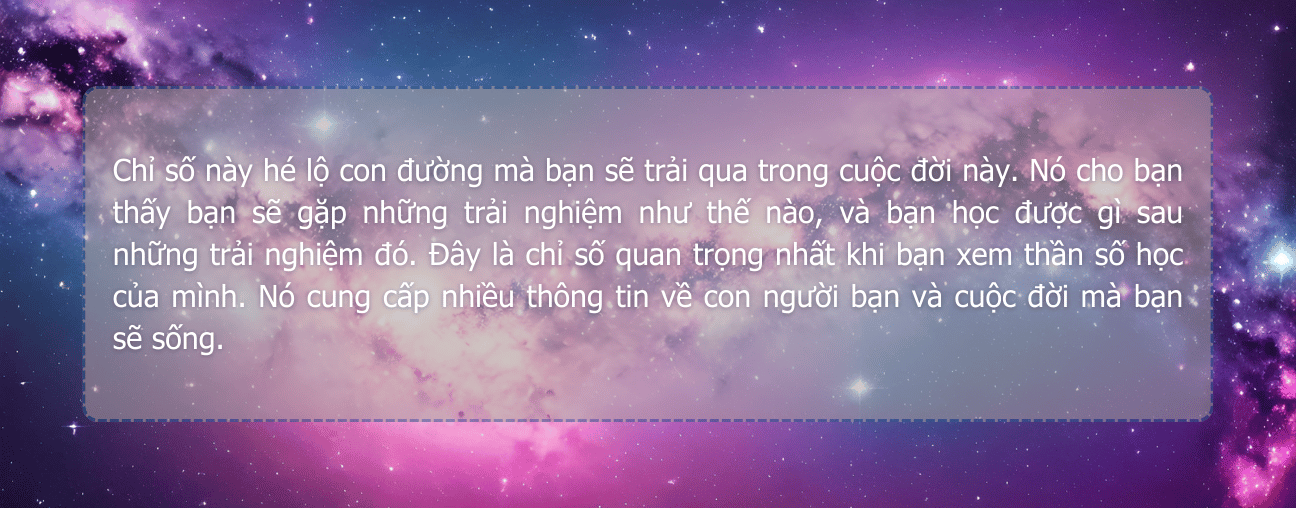 Chỉ số này hé lộ con đường mà bạn sẽ trải qua trong cuộc đời này. Nó cho bạn
thấy bạn sẽ gặp những trải nghiệm như thế nào, và bạn học được gì sau
những trải nghiệm đó. Đây là chỉ số quan trọng nhất khi bạn xem thần số học
của mình. Nó cung cấp nhiều thông tin về con người bạn và cuộc đời mà bạn
sẽ sống.